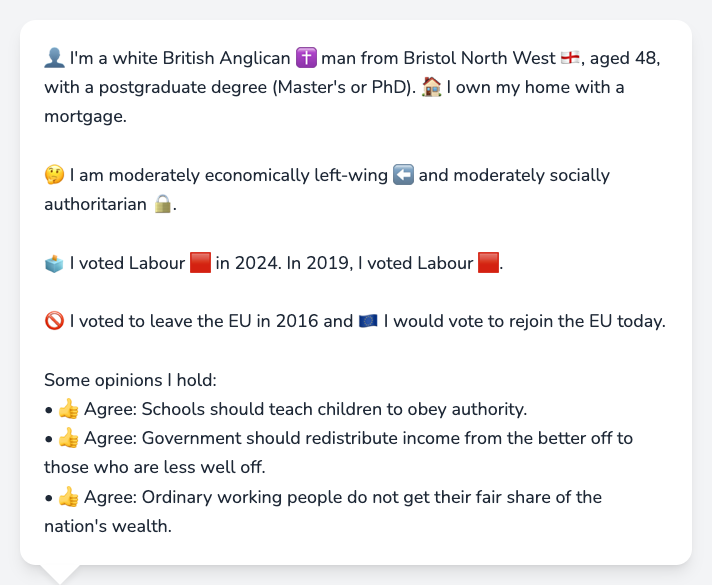 👤 I'm a white British Anglican ✝️ man from Bristol North West 🏴󠁧󠁢󠁥󠁮󠁧󠁿, aged 48,
with a postgraduate degree (Master's or PhD). 🏠 I own my home with a
mortgage.
🤔 I am moderately economically left-wing ⬅️ and moderately socially
authoritarian 🔒.
🗳️ I voted Labour 🟥 in 2024. In 2019, I voted Labour 🟥.
🚫 I voted to leave the EU in 2016 and 🇪🇺 I would vote to rejoin the EU today.
Some opinions I hold:
• 👍 Agree: Schools should teach children to obey authority.
• 👍 Agree: Government should redistribute income from the better off to
those who are less well off.
• 👍 Agree: Ordinary working people do not get their fair share of the
nation's wealth.